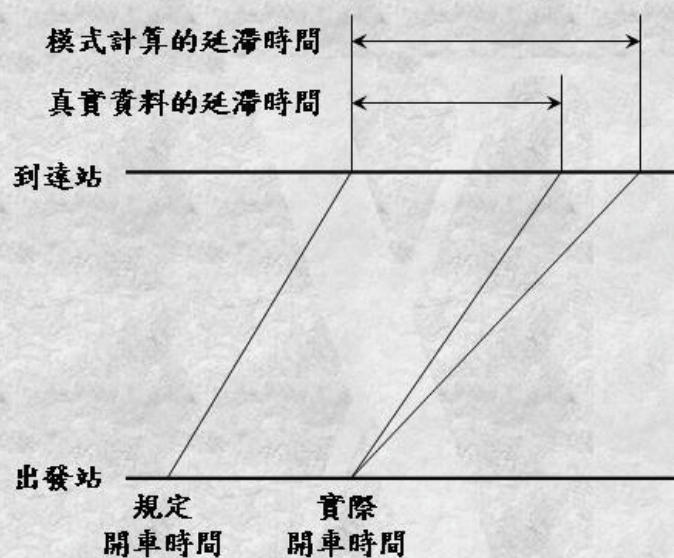 模式計算的延滯時間
真實資料的延滯時間
到達站
出發站
規定
開車時間
實際
開車時間